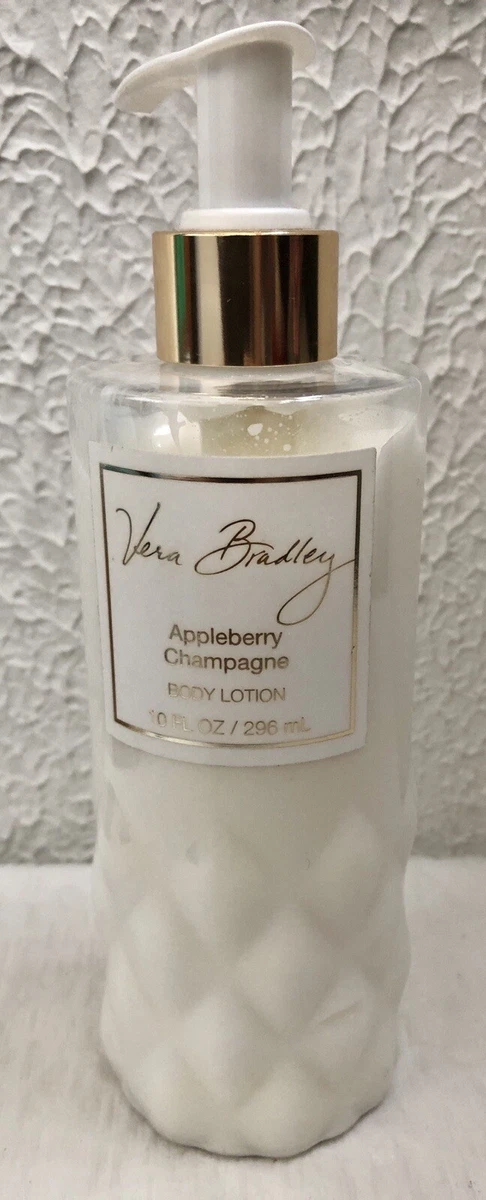 Vera Bradley
Appleberry
Champagne
BODY LOTION
10 FL OZ / 296 mL